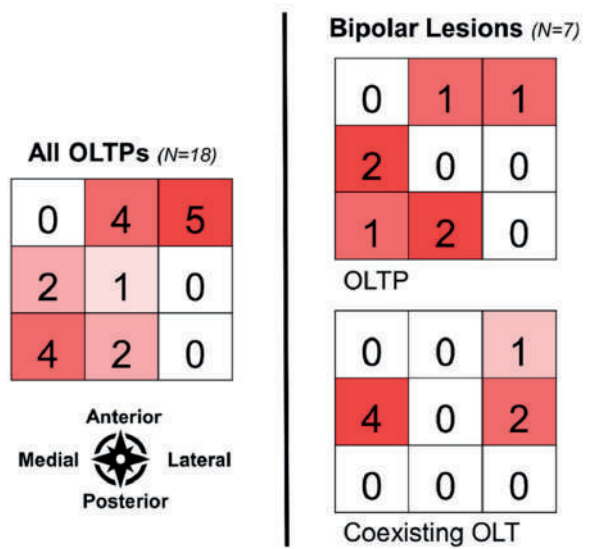 All OLTPs (N=18)
0 4 5
2 1 0
4 2 0
Anterior
Medial Lateral
Posterior
Bipolar Lesions (N=7)
0 1 1
2 0 0
1 2 0
OLTP
0 0 1
4 0 2
0 0 0
Coexisting OLT